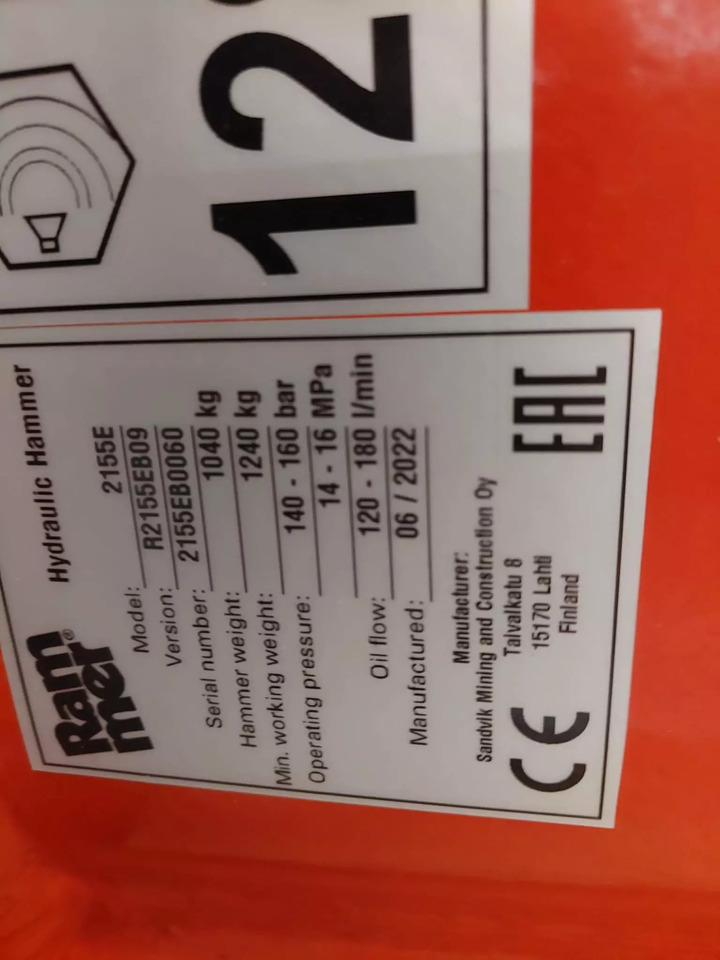 Rammer®
Hydraulic Hammer
Model: 2155E
Version: R2155EB09
Serial number: 2155EB0060
Hammer weight: 1040 kg
Min. working weight: 1240 kg
Operating pressure: 140 - 160 bar
14 - 16 MPa
Oil flow: 120 - 180 l/min
Manufactured: 06 / 2022
Manufacturer:
Sandvik Mining and Construction Oy
Taivalkatu 8
15170 Lahti
Finland
CE
EAC
12